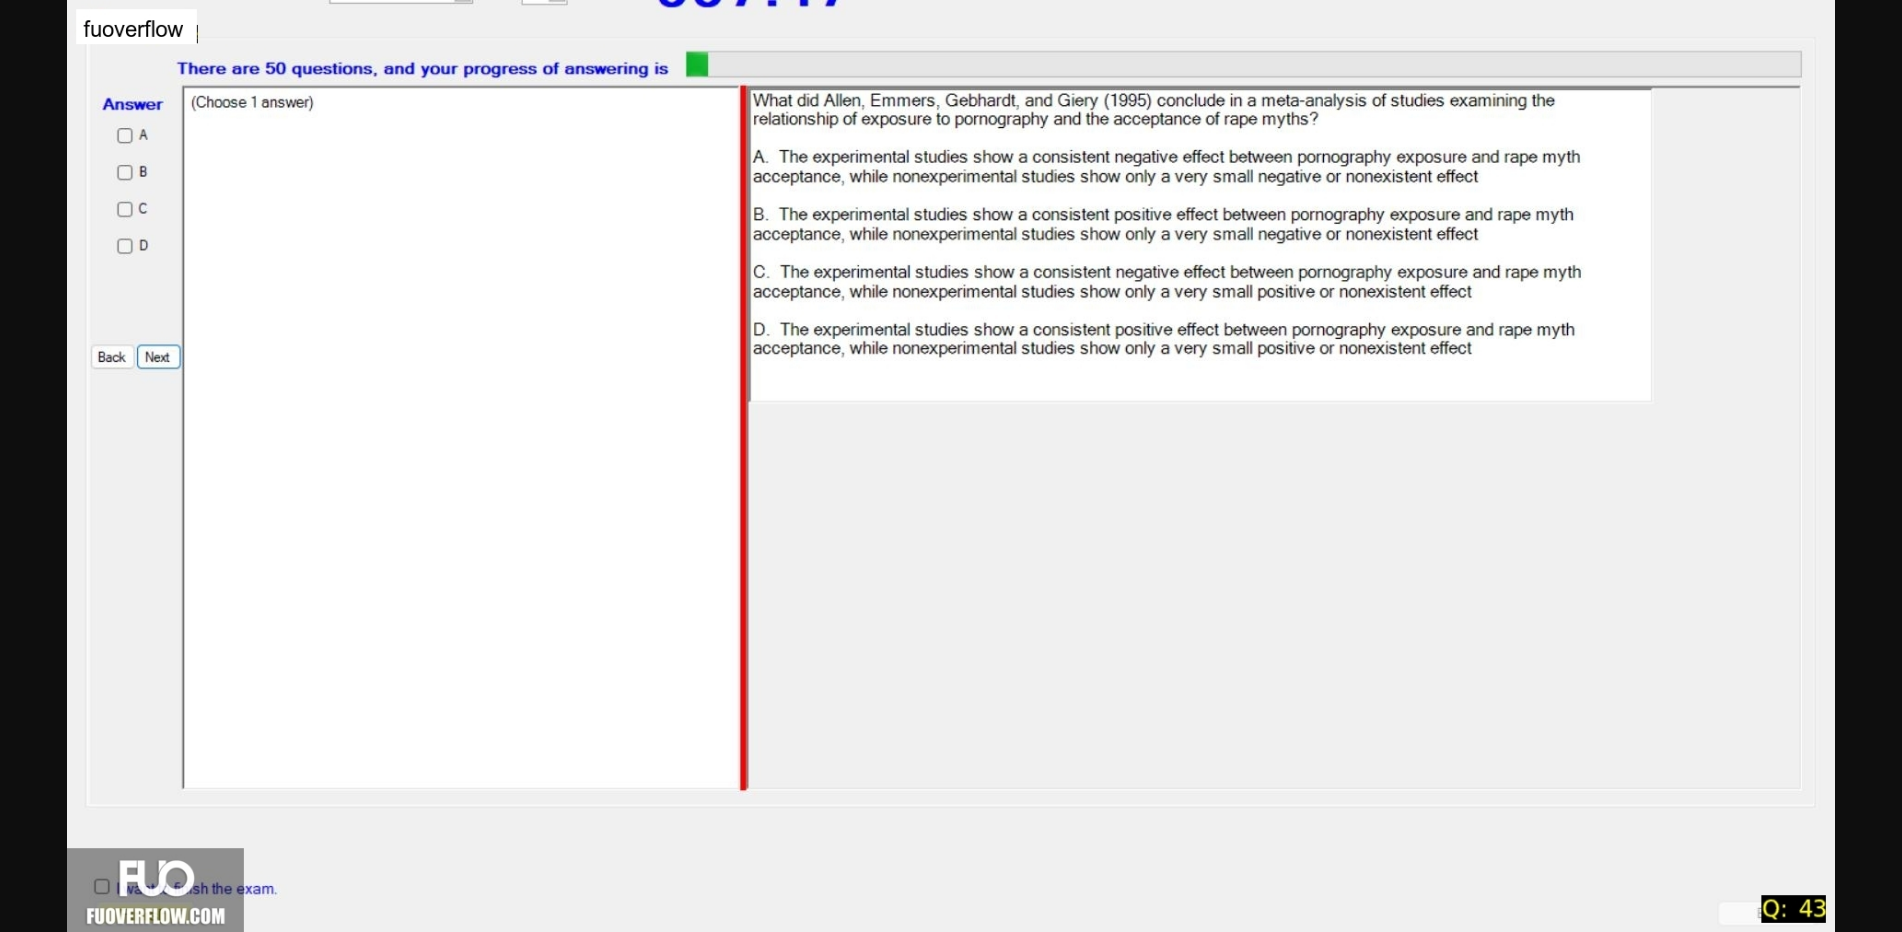 fuoverflow
There are 50 questions, and your progress of answering is
Answer
(Choose 1 answer)
A
B
C
D
Back
Next
What did Allen, Emmers, Gebhardt, and Giery (1995) conclude in a meta-analysis of studies examining the
relationship of exposure to pornography and the acceptance of rape myths?
A. The experimental studies show a consistent negative effect between pornography exposure and rape myth
acceptance, while nonexperimental studies show only a very small negative or nonexistent effect
B. The experimental studies show a consistent positive effect between pornography exposure and rape myth
acceptance, while nonexperimental studies show only a very small negative or nonexistent effect
C. The experimental studies show a consistent negative effect between pornography exposure and rape myth
acceptance, while nonexperimental studies show only a very small positive or nonexistent effect
D. The experimental studies show a consistent positive effect between pornography exposure and rape myth
acceptance, while nonexperimental studies show only a very small positive or nonexistent effect
FUO
the exam.
FUOVERFLOW.COM
Q: 43